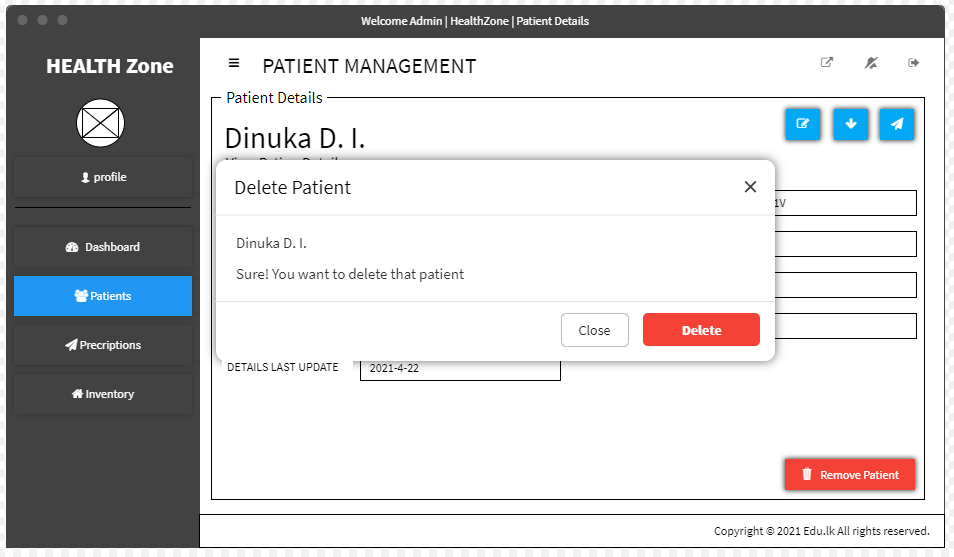 Welcome Admin | HealthZone | Patient Details
HEALTH Zone
profile
Dashboard
Patients
Precriptions
Inventory
PATIENT MANAGEMENT
Patient Details
Dinuka D. I.
Delete Patient
Dinuka D. I.
Sure! You want to delete that patient
Close
Delete
1V
DETAILS LAST UPDATE
2021-4-22
Remove Patient
Copyright © 2021 Edu.lk All rights reserved.